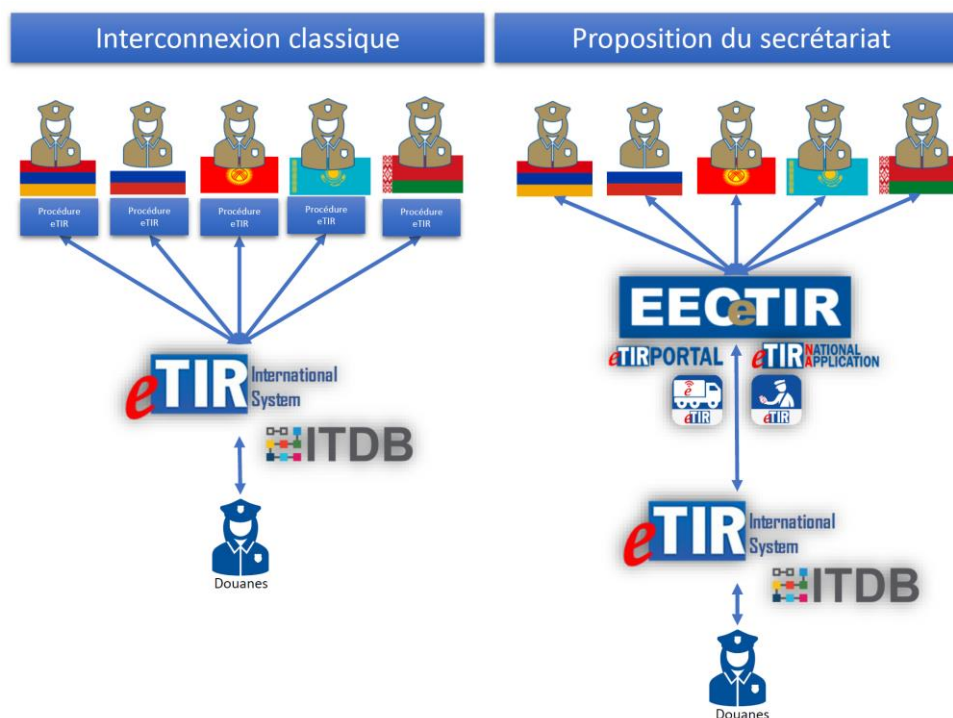 Interconnexion classique
Procédure
eTIR
Procédure
eTIR
Procédure
eTIR
Procédure
eTIR
Procédure
eTIR
eTIR International
System
ITDB
Douanes
Proposition du secrétariat
EECeTIR
eTIRPORTAL
eTIR NATIONAL
APPLICATION
e
eTIR
eTIR
eTIR International
System
ITDB
Douanes